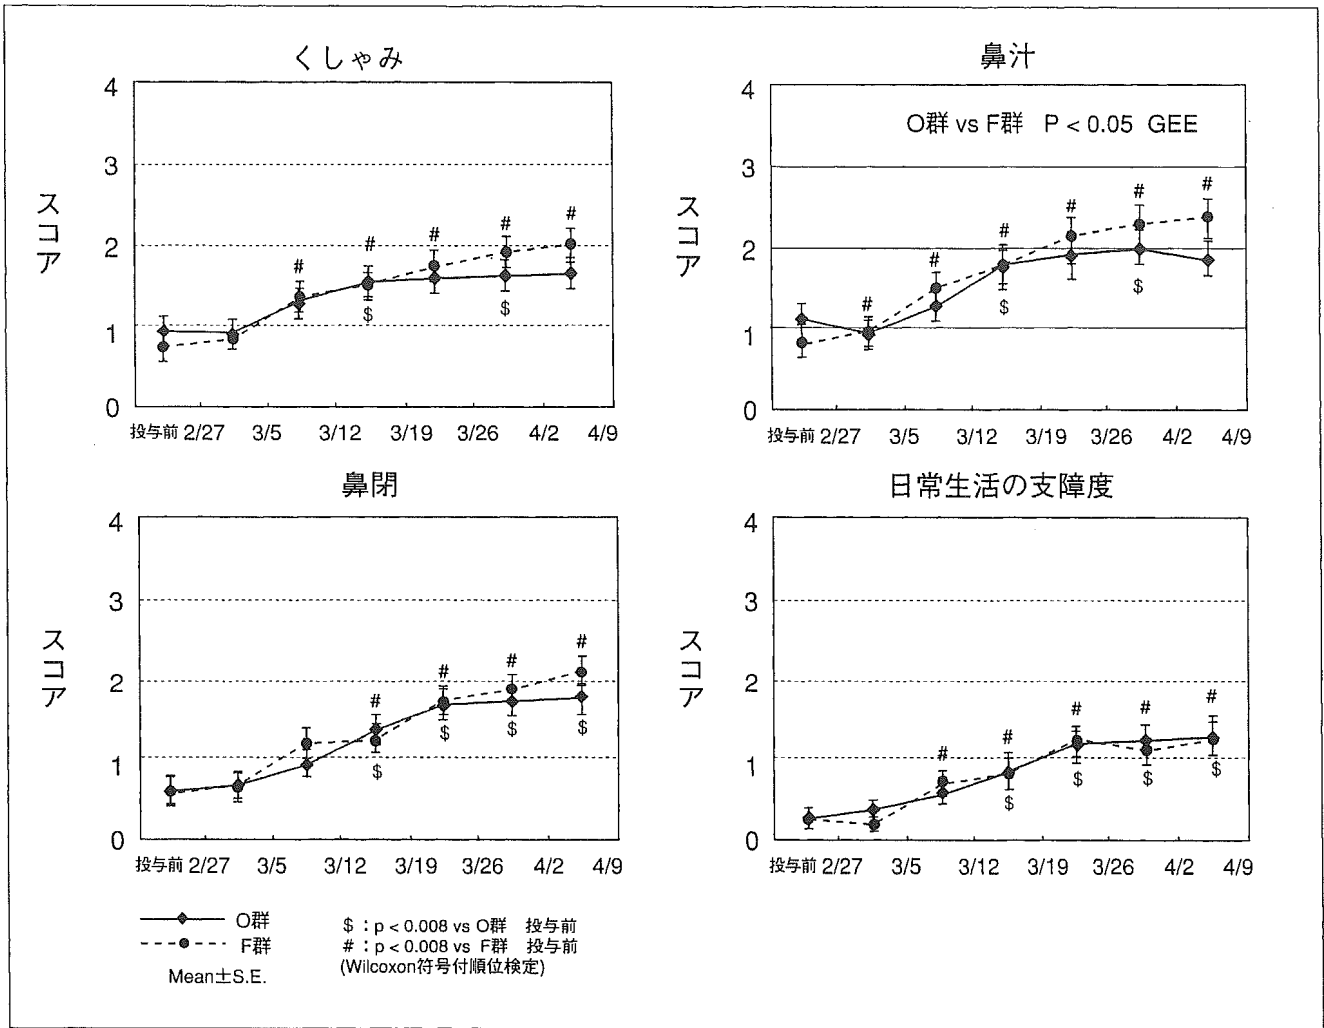 くしゃみ
4
3
2
1
0
スコア
# # # # #
$ $
投与前 2/27 3/5 3/12 3/19 3/26 4/2 4/9
鼻汁
O群 vs F群 P < 0.05 GEE
4
3
2
1
0
スコア
# # # # # #
$ $
投与前 2/27 3/5 3/12 3/19 3/26 4/2 4/9
鼻閉
4
3
2
1
0
スコア
# # # #
$ $ $ $
投与前 2/27 3/5 3/12 3/19 3/26 4/2 4/9
日常生活の支障度
4
3
2
1
0
スコア
# # # # #
$ $ $ $
投与前 2/27 3/5 3/12 3/19 3/26 4/2 4/9
O群
F群
Mean±S.E.
$ : p < 0.008 vs O群 投与前
# : p < 0.008 vs F群 投与前
(Wilcoxon符号付順位検定)